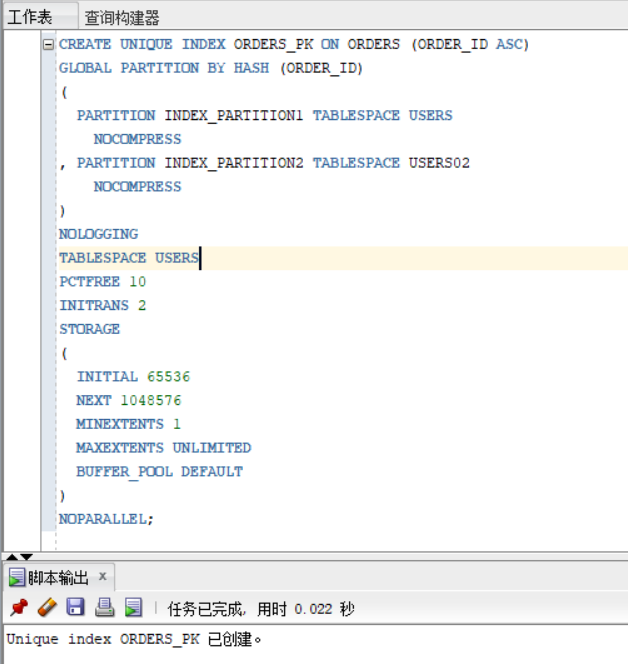 工作表 查询构建器
CREATE UNIQUE INDEX ORDERS_PK ON ORDERS (ORDER_ID ASC)
GLOBAL PARTITION BY HASH (ORDER_ID)
(
PARTITION INDEX_PARTITION1 TABLESPACE USERS
NOCOMPRESS
, PARTITION INDEX_PARTITION2 TABLESPACE USERS02
NOCOMPRESS
)
NOLOGGING
TABLESPACE USERS
PCTFREE 10
INITRANS 2
STORAGE
(
INITIAL 65536
NEXT 1048576
MINEXTENTS 1
MAXEXTENTS UNLIMITED
BUFFER_POOL DEFAULT
)
NOPARALLEL;
脚本输出 x
任务已完成, 用时 0.022 秒
Unique index ORDERS_PK 已创建。